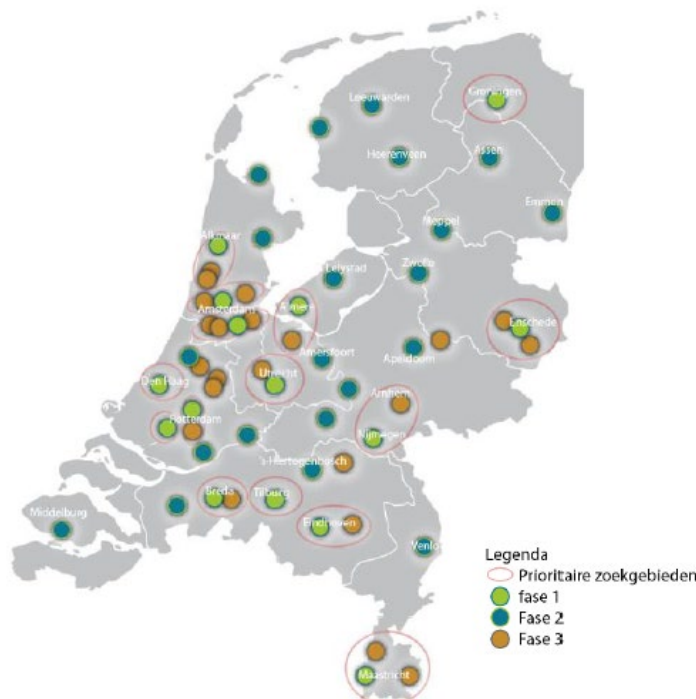 Leeuwarden
Groningen
Heerenveen
Assen
Emmen
Meppel
Alkmaar
Zwolle
Lelystad
Almere
Amsterdam
Enschede
Amersfoort
Apeldoorn
Den Haag
Utrecht
Arnhem
Rotterdam
Nijmegen
's Hertogenbosch
Breda
Tilburg
Middelburg
Eindhoven
Venlo
Legenda
Prioritaire zoekgebieden
fase 1
Fase 2
Fase 3
Maastricht